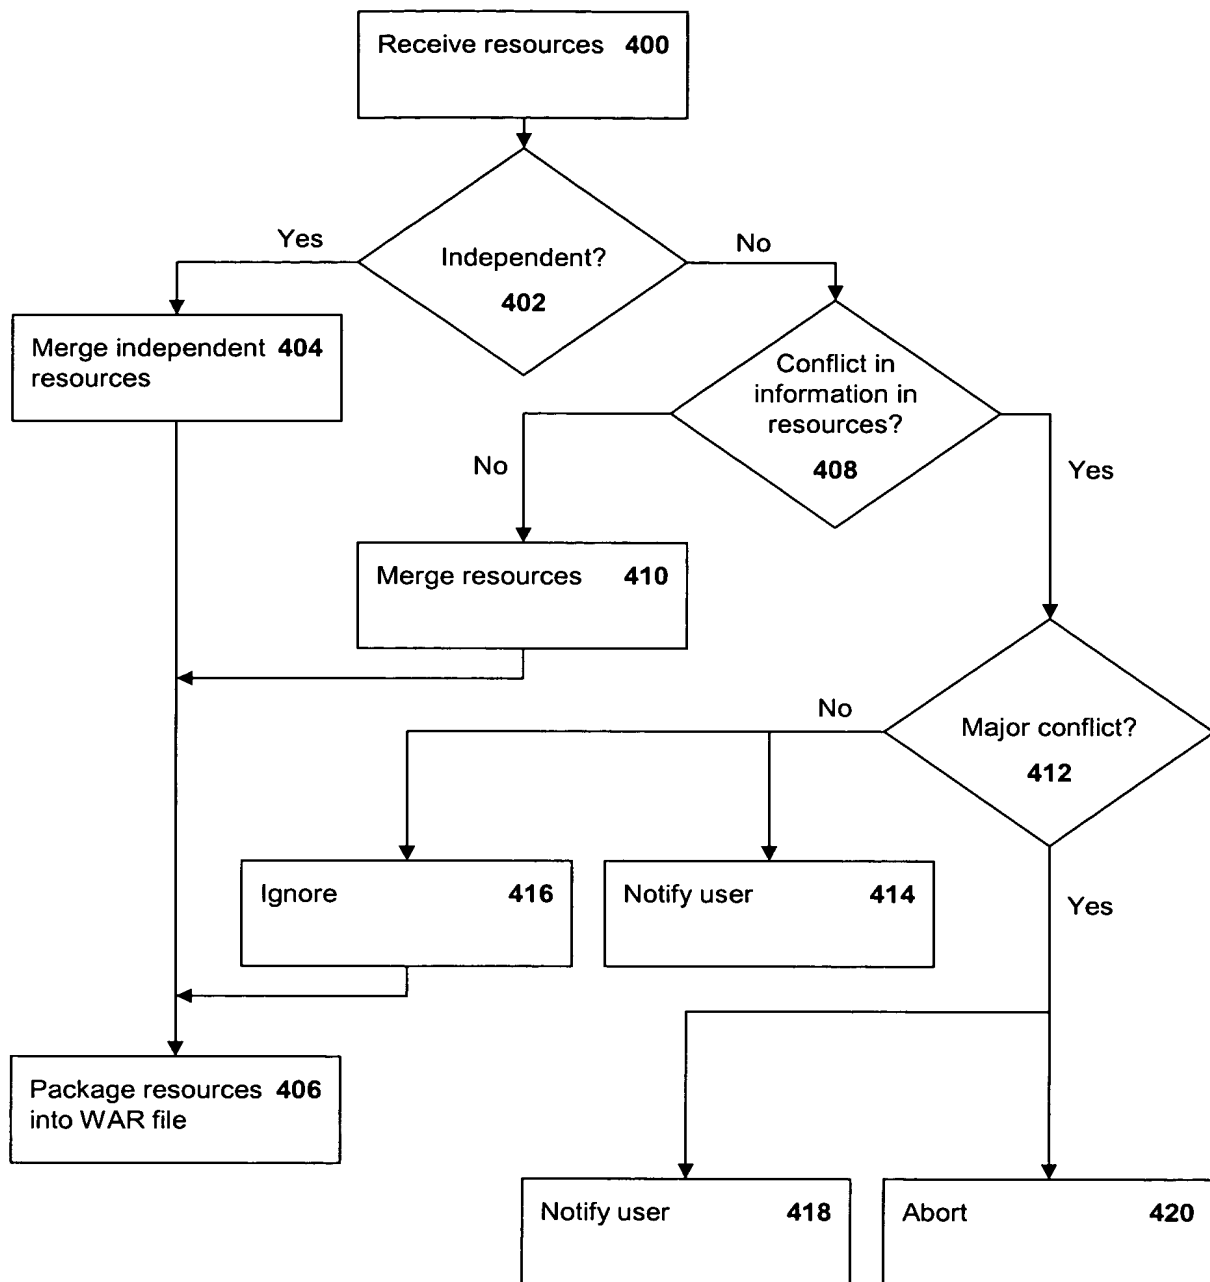 Receive resources 400
Yes
Independent?
402
No
Merge independent 404
resources
Conflict in
information in
resources?
408
No
Yes
Merge resources 410
No
Major conflict?
412
Ignore 416
Notify user 414
Yes
Package resources 406
into WAR file
Notify user 418
Abort 420